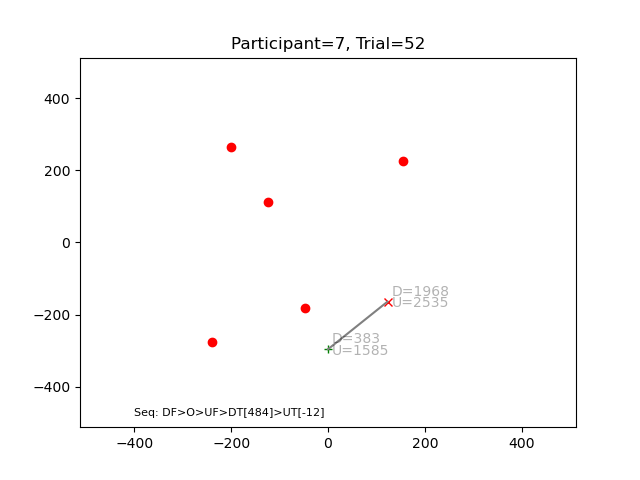 Participant=7, Trial=52
400
200
0
−200
−400
D=1968
U=2535
D=383
U=1585
Seq: DF>O>UF>DT[484]>UT[-12]
−400
−200
0
200
400